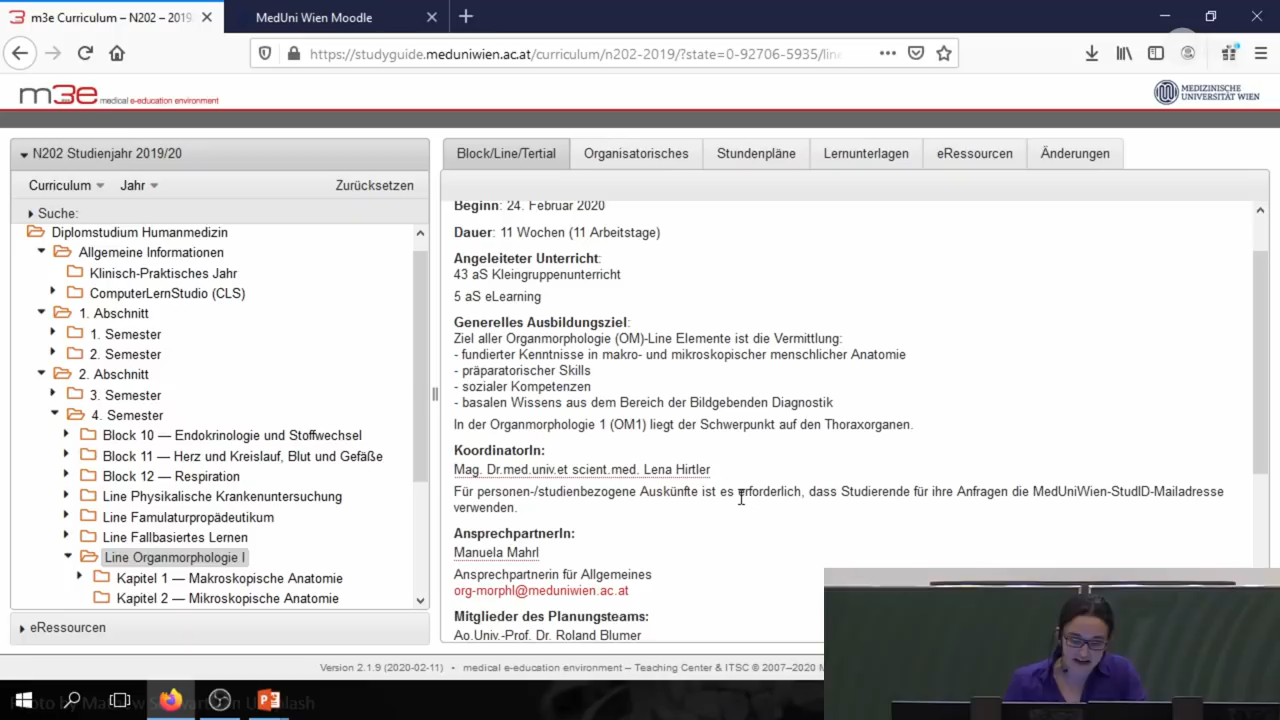 m3e Curriculum – N202 – 2019
MedUni Wien Moodle
https://studyguide.meduniwien.ac.at/curriculum/n202-2019/?state=0-92706-5935/line
m3e medical e-education environment
MEDIZINISCHE
UNIVERSITÄT WIEN
N202 Studienjahr 2019/20
Curriculum Jahr Zurücksetzen
Suche:
Diplomstudium Humanmedizin
Allgemeine Informationen
Klinisch-Praktisches Jahr
ComputerLernStudio (CLS)
1. Abschnitt
1. Semester
2. Semester
2. Abschnitt
3. Semester
4. Semester
Block 10 — Endokrinologie und Stoffwechsel
Block 11 — Herz und Kreislauf, Blut und Gefäße
Block 12 — Respiration
Line Physikalische Krankenuntersuchung
Line Famulaturpropädeutikum
Line Fallbasiertes Lernen
Line Organmorphologie I
Kapitel 1 — Makroskopische Anatomie
Kapitel 2 — Mikroskopische Anatomie
eRessourcen
Block/Line/Tertial Organisatorisches Stundenpläne Lernunterlagen eRessourcen Änderungen
Beginn: 24. Februar 2020
Dauer: 11 Wochen (11 Arbeitstage)
Angeleiteter Unterricht:
43 aS Kleingruppenunterricht
5 aS eLearning
Generelles Ausbildungsziel:
Ziel aller Organmorphologie (OM)-Line Elemente ist die Vermittlung:
- fundierter Kenntnisse in makro- und mikroskopischer menschlicher Anatomie
- präparatorischer Skills
- sozialer Kompetenzen
- basalen Wissens aus dem Bereich der Bildgebenden Diagnostik
In der Organmorphologie 1 (OM1) liegt der Schwerpunkt auf den Thoraxorganen.
KoordinatorIn:
Mag. Dr.med.univ.et scient.med. Lena Hirtler
Für personen-/studienbezogene Auskünfte ist es erforderlich, dass Studierende für ihre Anfragen die MedUniWien-StudID-Mailadresse
verwenden.
AnsprechpartnerIn:
Manuela Mahrl
Ansprechpartnerin für Allgemeines
org-morphl@meduniwien.ac.at
Mitglieder des Planungsteams:
Ao.Univ.-Prof. Dr. Roland Blumer
Version 2.1.9 (2020-02-11) • medical e-education environment – Teaching Center & ITSC © 2007–2020 M